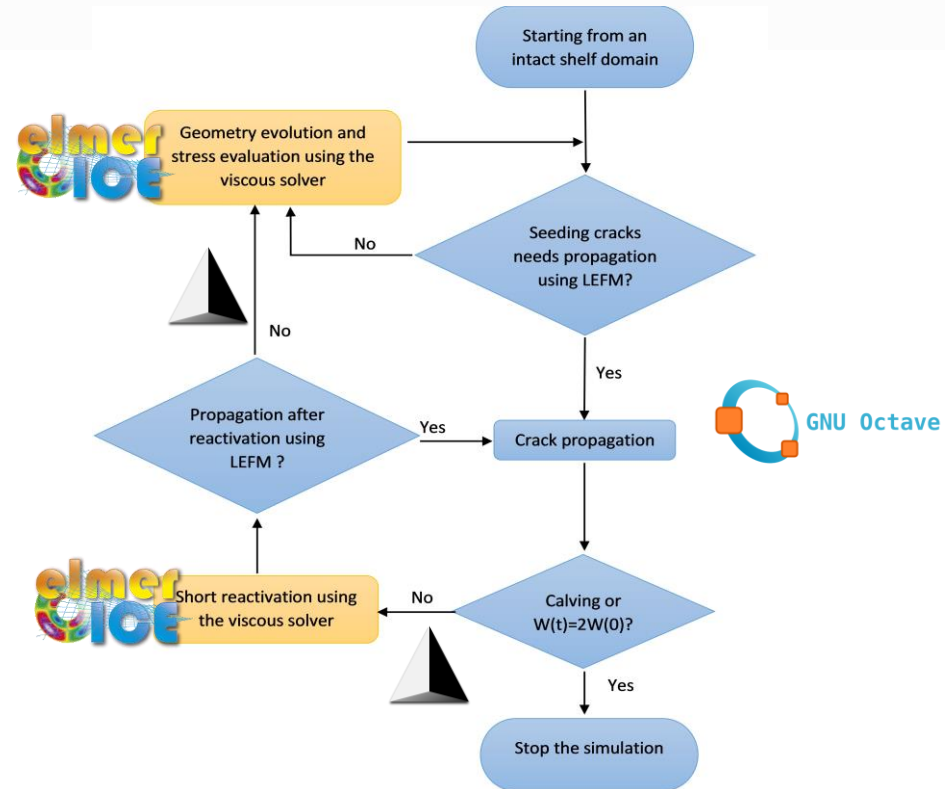 Starting from an
intact shelf domain
elmer
ICE
Geometry evolution and
stress evaluation using the
viscous solver
No
Seeding cracks
needs propagation
using LEFM?
No
Yes
Propagation after
reactivation using
LEFM ?
Yes
Crack propagation
GNU Octave
elmer
ICE
Short reactivation using
the viscous solver
No
Calving or
W(t)=2W(0)?
Yes
Stop the simulation